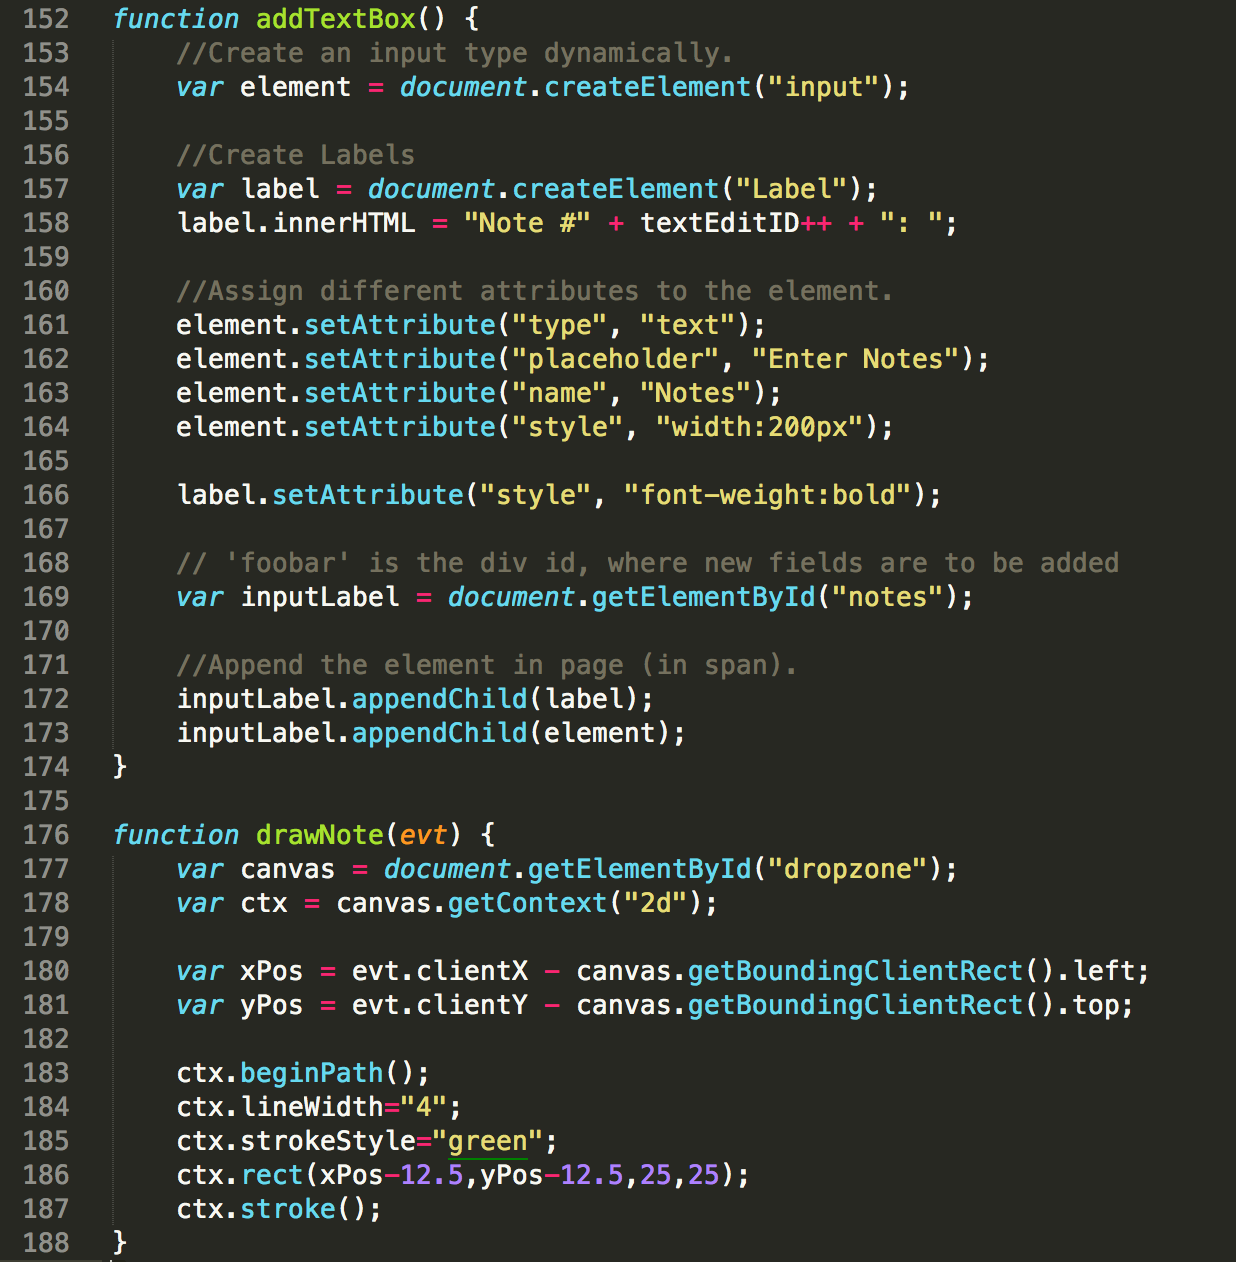 152 function addTextBox() {
153 //Create an input type dynamically.
154 var element = document.createElement("input");
155
156 //Create Labels
157 var label = document.createElement("Label");
158 label.innerHTML = "Note #" + textEditID++ + ": ";
159
160 //Assign different attributes to the element.
161 element.setAttribute("type", "text");
162 element.setAttribute("placeholder", "Enter Notes");
163 element.setAttribute("name", "Notes");
164 element.setAttribute("style", "width:200px");
165
166 label.setAttribute("style", "font-weight:bold");
167
168 // 'foobar' is the div id, where new fields are to be added
169 var inputLabel = document.getElementById("notes");
170
171 //Append the element in page (in span).
172 inputLabel.appendChild(label);
173 inputLabel.appendChild(element);
174 }
175
176 function drawNote(evt) {
177 var canvas = document.getElementById("dropzone");
178 var ctx = canvas.getContext("2d");
179
180 var xPos = evt.clientX - canvas.getBoundingClientRect().left;
181 var yPos = evt.clientY - canvas.getBoundingClientRect().top;
182
183 ctx.beginPath();
184 ctx.lineWidth="4";
185 ctx.strokeStyle="green";
186 ctx.rect(xPos-12.5,yPos-12.5,25,25);
187 ctx.stroke();
188 }